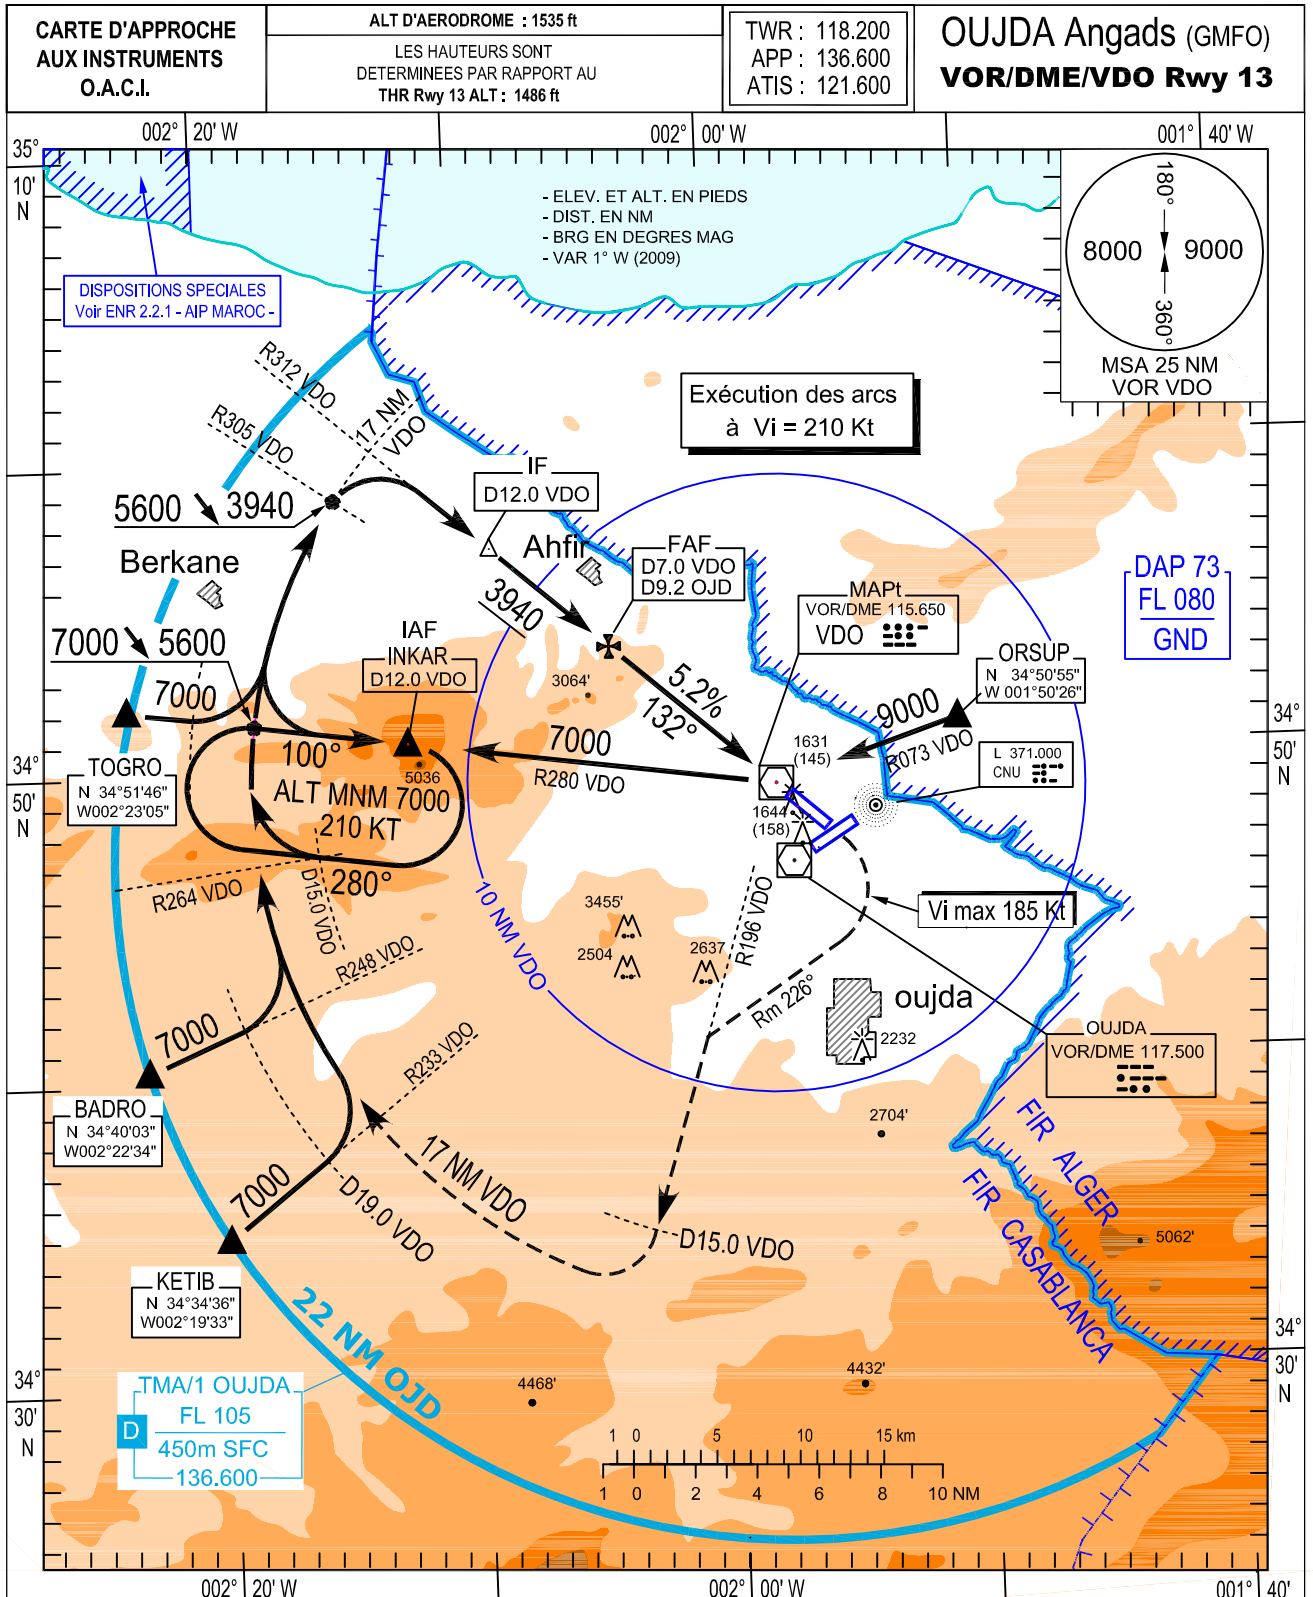 CARTE D'APPROCHE
AUX INSTRUMENTS
O.A.C.I.
ALT D'AERODROME : 1535 ft
LES HAUTEURS SONT
DETERMINEES PAR RAPPORT AU
THR Rwy 13 ALT : 1486 ft
TWR : 118.200
APP : 136.600
ATIS : 121.600
OUJDA Angads (GMFO)
VOR/DME/VDO Rwy 13
002° 20' W
002° 00' W
001° 40' W
35°
10'
N
- ELEV. ET ALT. EN PIEDS
- DIST. EN NM
- BRG EN DEGRES MAG
- VAR 1° W (2009)
180°
8000
9000
360°
MSA 25 NM
VOR VDO
DISPOSITIONS SPECIALES
Voir ENR 2.2.1 - AIP MAROC -
R312 VDO
R305 VDO
17 NM
VDO
Exécution des arcs
à Vi = 210 Kt
IF
D12.0 VDO
5600
3940
Berkane
Ahfir
FAF
D7.0 VDO
D9.2 OJD
3940
DAP 73
FL 080
GND
MAPt
VOR/DME 115.650
VDO
7000
5600
IAF
INKAR
D12.0 VDO
ORSUP
N 34°50'55"
W 001°50'26"
3064'
5.2%
132°
7000
9000
R073 VDO
34°
50'
N
100°
7000
R280 VDO
1631
(145)
L 371.000
CNU
34°
50'
N
TOGRO
N 34°51'46"
W002°23'05"
5036
ALT MNM 7000
210 KT
1644
(158)
280°
R264 VDO
D15.0 VDO
R248 VDO
10 NM VDO
3455'
2504
2637
R196 VDO
Vi max 185 Kt
Rm 226°
oujda
2232
7000
R233 VDO
OUJDA
VOR/DME 117.500
BADRO
N 34°40'03"
W002°22'34"
2704'
7000
17 NM VDO
D19.0 VDO
FIR ALGER
FIR CASABLANCA
D15.0 VDO
5062'
KETIB
N 34°34'36"
W002°19'33"
22 NM OJD
34°
30'
N
34°
30'
N
TMA/1 OUJDA
D
FL 105
450m SFC
136.600
4468'
4432'
1 0 5 10 15 km
1 0 2 4 6 8 10 NM
002° 20' W
002° 00' W
001° 40'